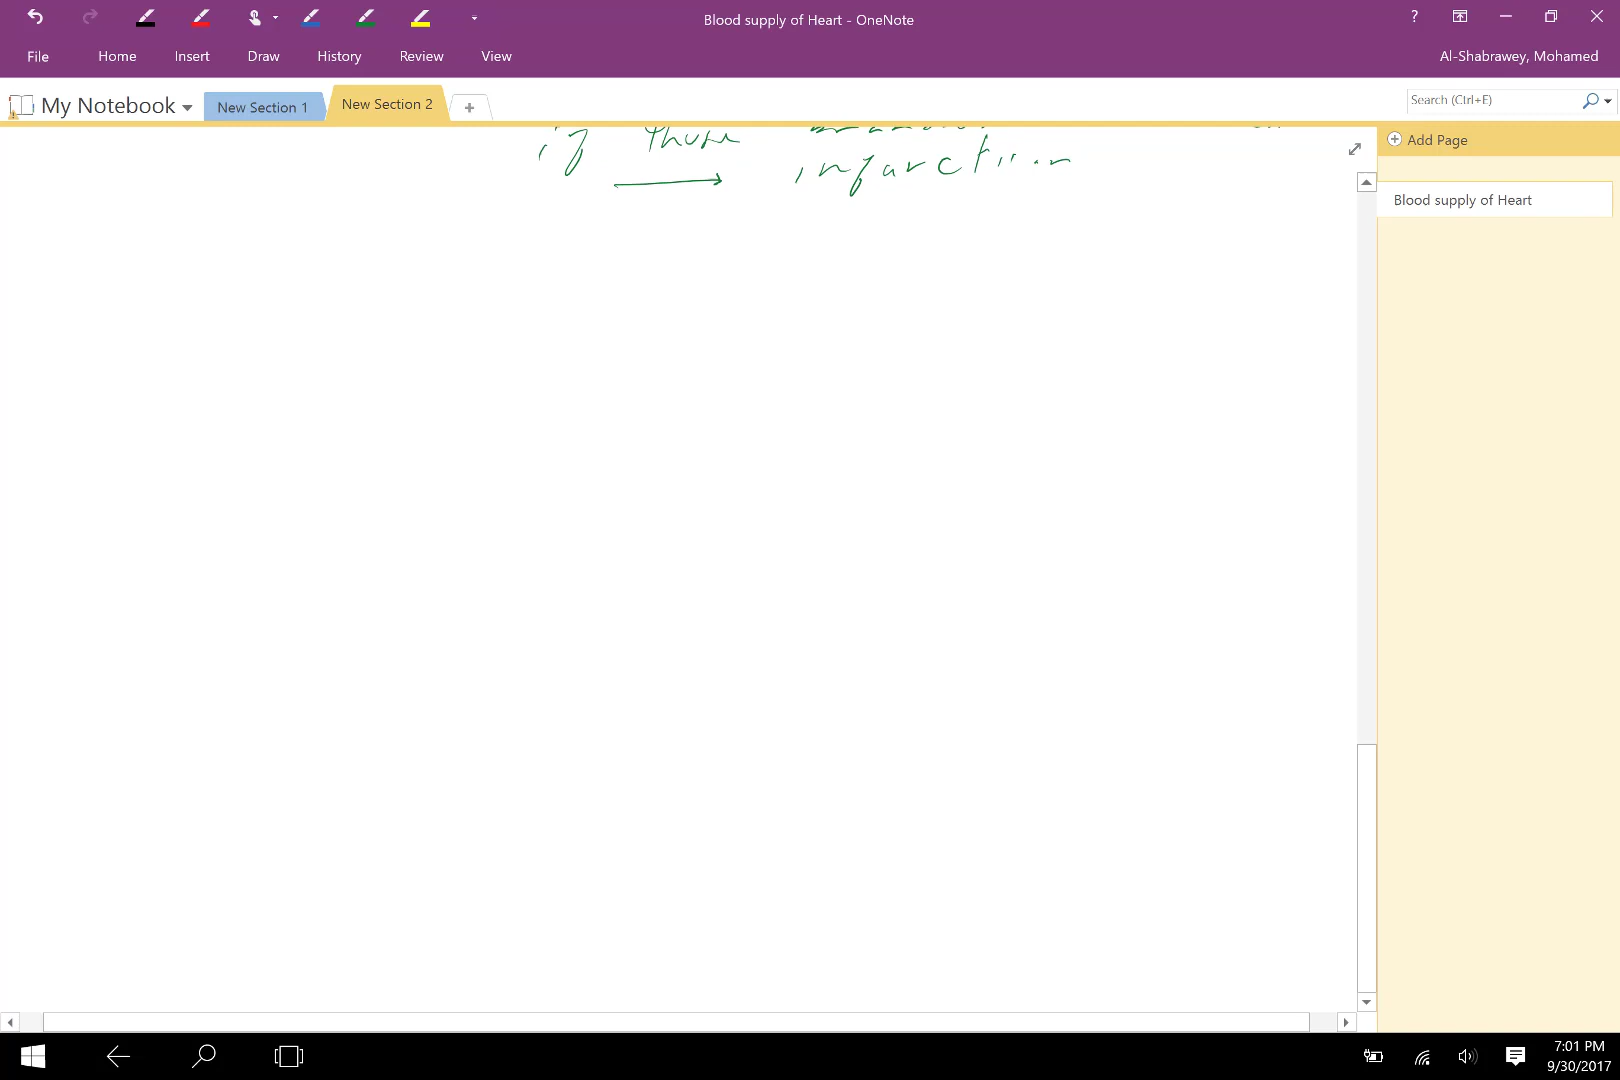 Blood supply of Heart - OneNote
?
File Home Insert Draw History Review View
Al-Shabrawey, Mohamed
My Notebook New Section 1 New Section 2 +
Search (Ctrl+E)
Add Page
Blood supply of Heart
if those
infarction
7:01 PM
9/30/2017